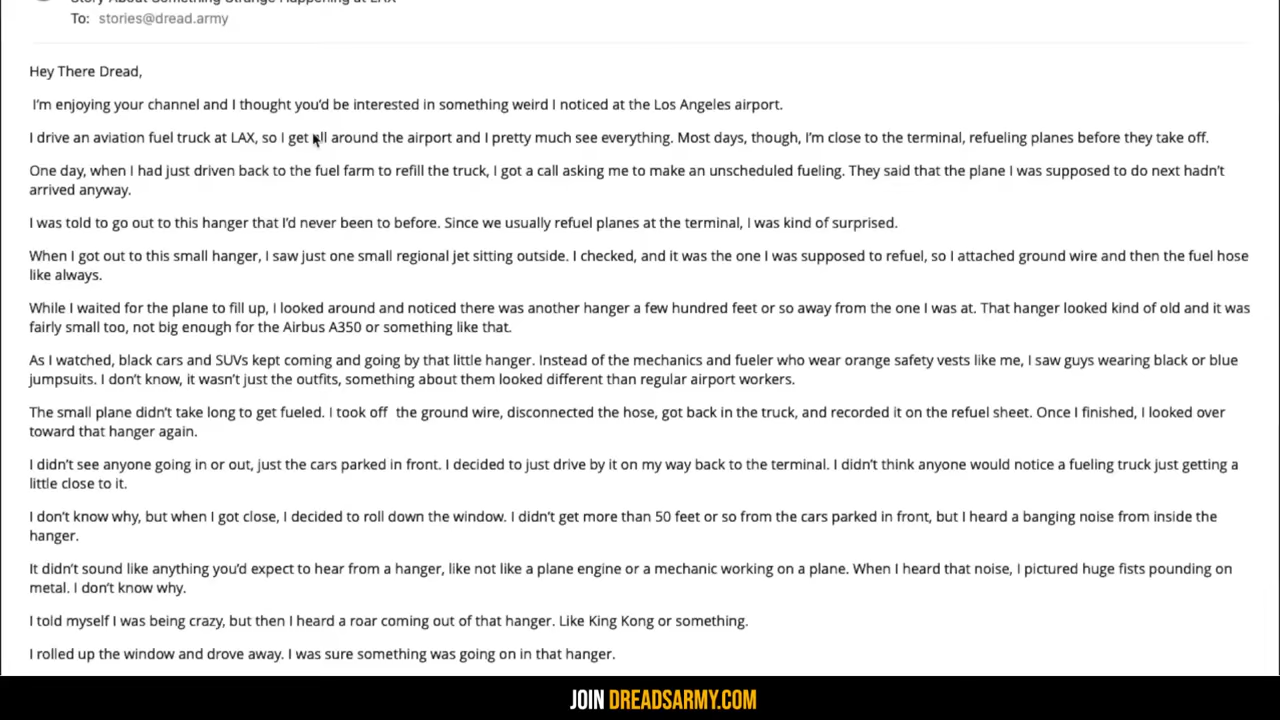 Story About Something Strange Happening at LAX
To: stories@dread.army
Hey There Dread,
I'm enjoying your channel and I thought you'd be interested in something weird I noticed at the Los Angeles airport.
I drive an aviation fuel truck at LAX, so I get all around the airport and I pretty much see everything. Most days, though, I'm close to the terminal, refueling planes before they take off.
One day, when I had just driven back to the fuel farm to refill the truck, I got a call asking me to make an unscheduled fueling. They said that the plane I was supposed to do next hadn't
arrived anyway.
I was told to go out to this hanger that I'd never been to before. Since we usually refuel planes at the terminal, I was kind of surprised.
When I got out to this small hanger, I saw just one small regional jet sitting outside. I checked, and it was the one I was supposed to refuel, so I attached ground wire and then the fuel hose
like always.
While I waited for the plane to fill up, I looked around and noticed there was another hanger a few hundred feet or so away from the one I was at. That hanger looked kind of old and it was
fairly small too, not big enough for the Airbus A350 or something like that.
As I watched, black cars and SUVs kept coming and going by that little hanger. Instead of the mechanics and fueler who wear orange safety vests like me, I saw guys wearing black or blue
jumpsuits. I don't know, it wasn't just the outfits, something about them looked different than regular airport workers.
The small plane didn't take long to get fueled. I took off  the ground wire, disconnected the hose, got back in the truck, and recorded it on the refuel sheet. Once I finished, I looked over
toward that hanger again.
I didn't see anyone going in or out, just the cars parked in front. I decided to just drive by it on my way back to the terminal. I didn't think anyone would notice a fueling truck just getting a
little close to it.
I don't know why, but when I got close, I decided to roll down the window. I didn't get more than 50 feet or so from the cars parked in front, but I heard a banging noise from inside the
hanger.
It didn't sound like anything you'd expect to hear from a hanger, like not like a plane engine or a mechanic working on a plane. When I heard that noise, I pictured huge fists pounding on
metal. I don't know why.
I told myself I was being crazy, but then I heard a roar coming out of that hanger. Like King Kong or something.
I rolled up the window and drove away. I was sure something was going on in that hanger.
JOIN DREADSARMY.COM